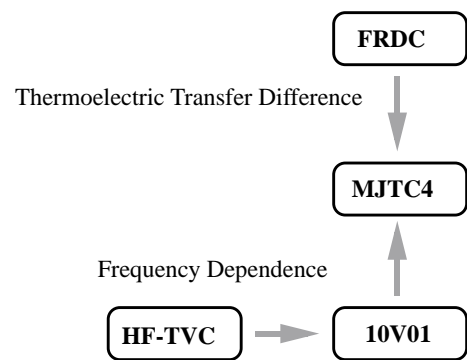 FRDC
Thermoelectric Transfer Difference
MJTC4
Frequency Dependence
HF-TVC
10V01